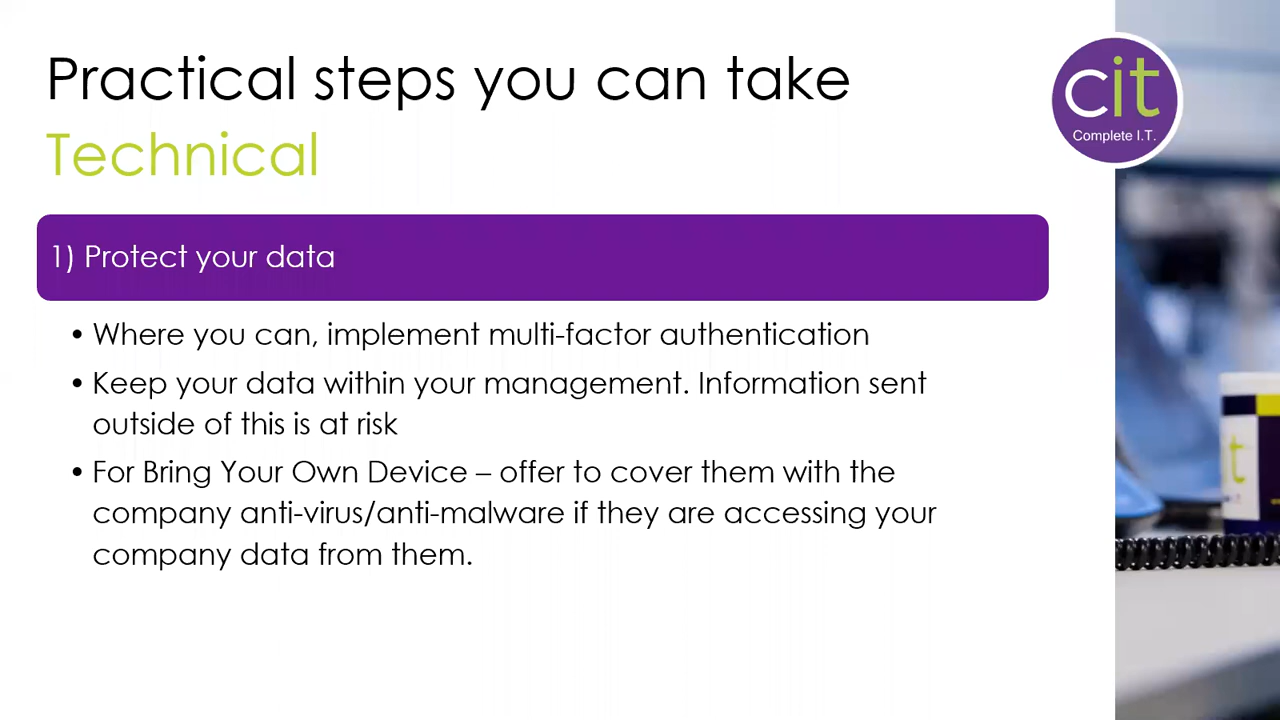 Practical steps you can take
Technical
cit
Complete I.T.
1) Protect your data
• Where you can, implement multi-factor authentication
• Keep your data within your management. Information sent
outside of this is at risk
• For Bring Your Own Device – offer to cover them with the
company anti-virus/anti-malware if they are accessing your
company data from them.
it